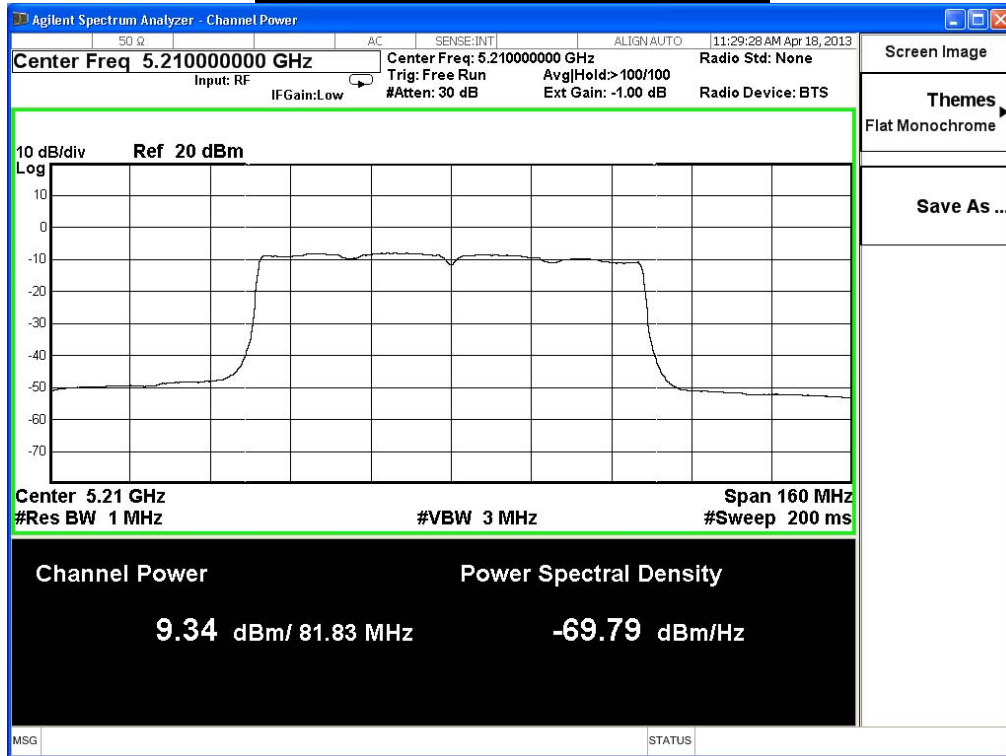 Agilent Spectrum Analyzer - Channel Power
50 Ω AC SENSE:INT ALIGN AUTO 11:29:28 AM Apr 18, 2013
Center Freq 5.210000000 GHz
Input: RF
IFGain:Low
Center Freq: 5.210000000 GHz
Trig: Free Run Avg|Hold:>100/100
#Atten: 30 dB Ext Gain: -1.00 dB
Radio Std: None
Radio Device: BTS
10 dB/div Ref 20 dBm
Log
10
0
-10
-20
-30
-40
-50
-60
-70
Center 5.21 GHz Span 160 MHz
#Res BW 1 MHz #VBW 3 MHz #Sweep 200 ms
Channel Power
9.34 dBm/ 81.83 MHz
Power Spectral Density
-69.79 dBm/Hz
MSG STATUS
Screen Image
Themes
Flat Monochrome
Save As ...